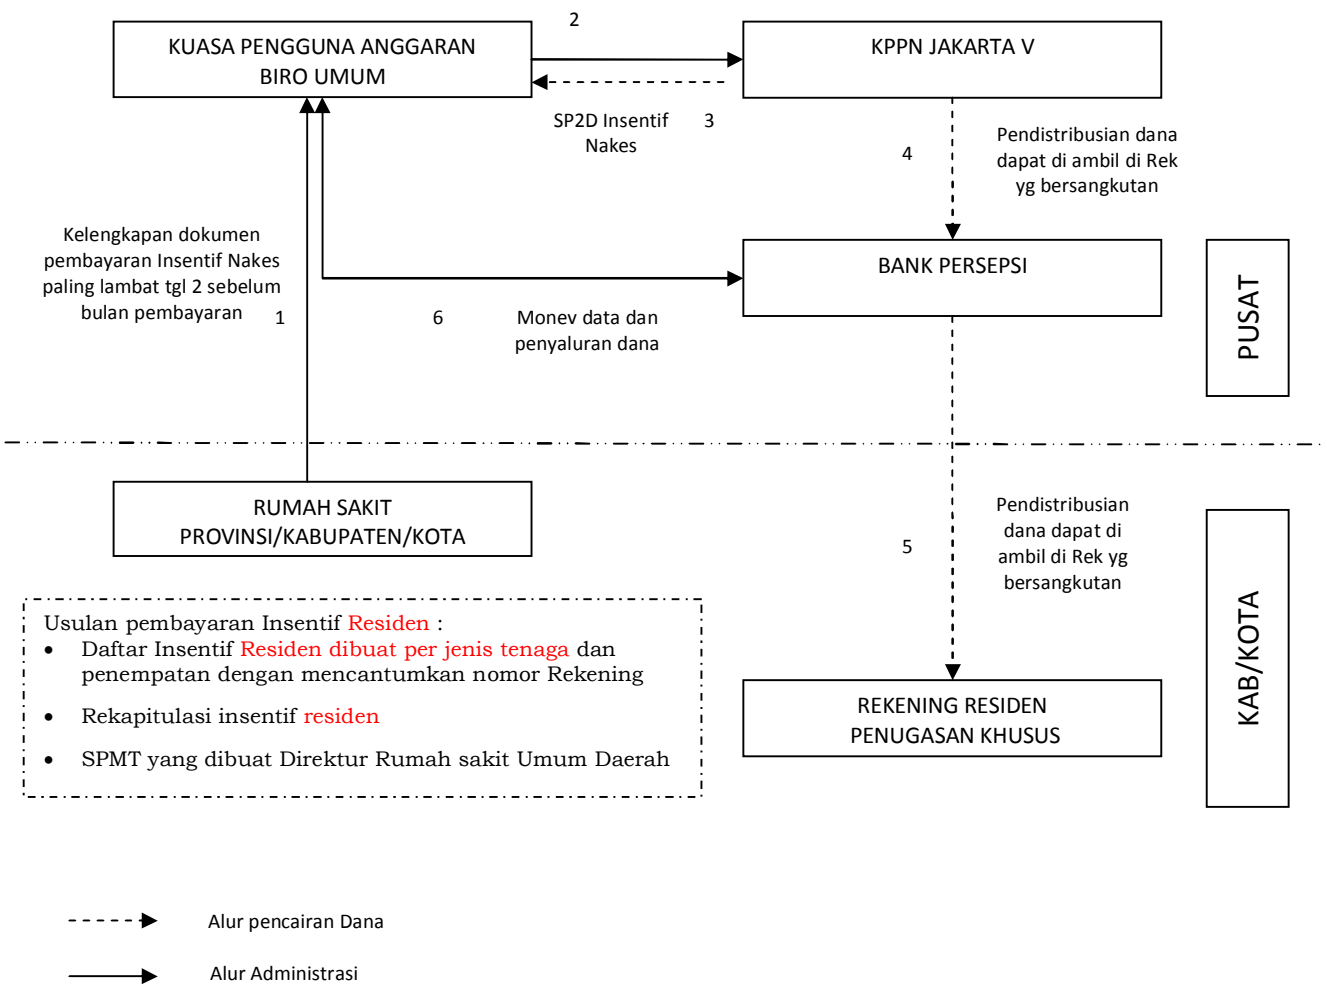 2
KUASA PENGGUNA ANGGARAN
BIRO UMUM
KPPN JAKARTA V
SP2D Insentif
Nakes
3
4
Pendistribusian dana
dapat di ambil di Rek
yg bersangkutan
Kelengkapan dokumen
pembayaran Insentif Nakes
paling lambat tgl 2 sebelum
bulan pembayaran
1
BANK PERSEPSI
6
Monev data dan
penyaluran dana
PUSAT
RUMAH SAKIT
PROVINSI/KABUPATEN/KOTA
5
Pendistribusian
dana dapat di
ambil di Rek yg
bersangkutan
Usulan pembayaran Insentif Residen :
• Daftar Insentif Residen dibuat per jenis tenaga dan
penempatan dengan mencantumkan nomor Rekening
• Rekapitulasi insentif residen
• SPMT yang dibuat Direktur Rumah sakit Umum Daerah
REKENING RESIDEN
PENUGASAN KHUSUS
KAB/KOTA
Alur pencairan Dana
Alur Administrasi